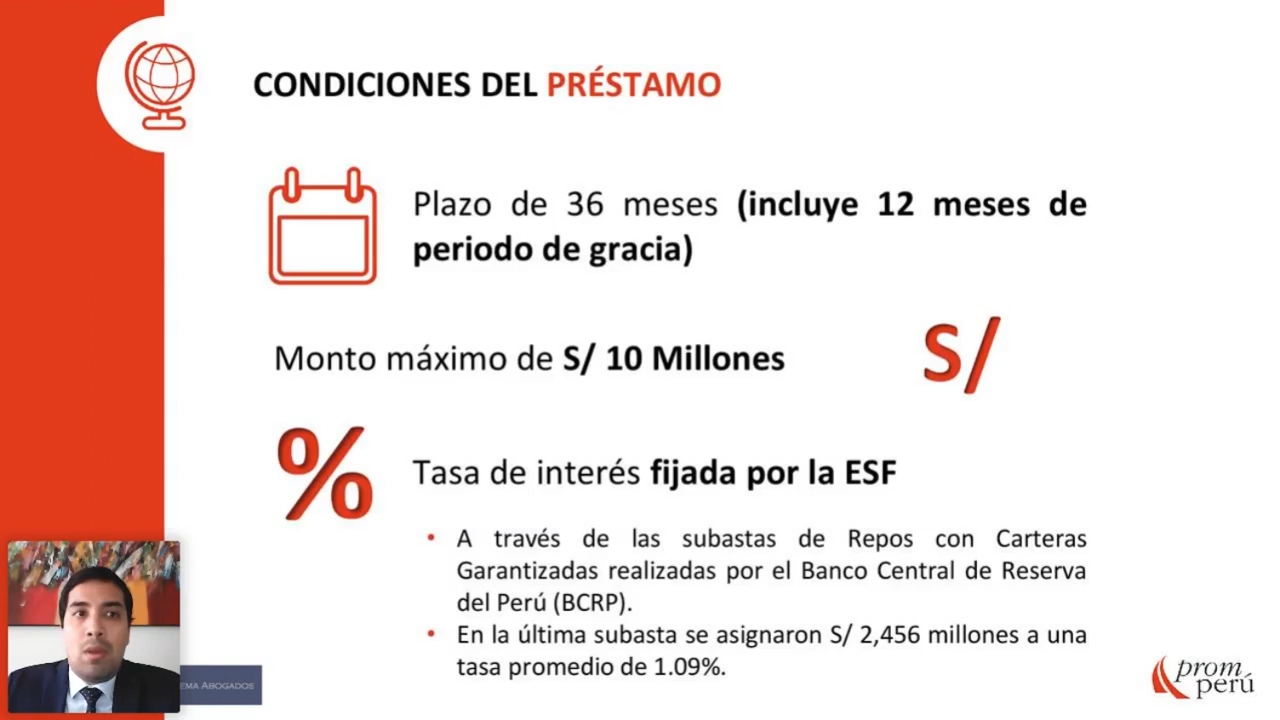 CONDICIONES DEL PRÉSTAMO
Plazo de 36 meses (incluye 12 meses de
periodo de gracia)
Monto máximo de S/ 10 Millones
S/
%
Tasa de interés fijada por la ESF
• A través de las subastas de Repos con Carteras
Garantizadas realizadas por el Banco Central de Reserva
del Perú (BCRP).
• En la última subasta se asignaron S/ 2,456 millones a una
tasa promedio de 1.09%.
EMA ABOGADOS
prom
perú